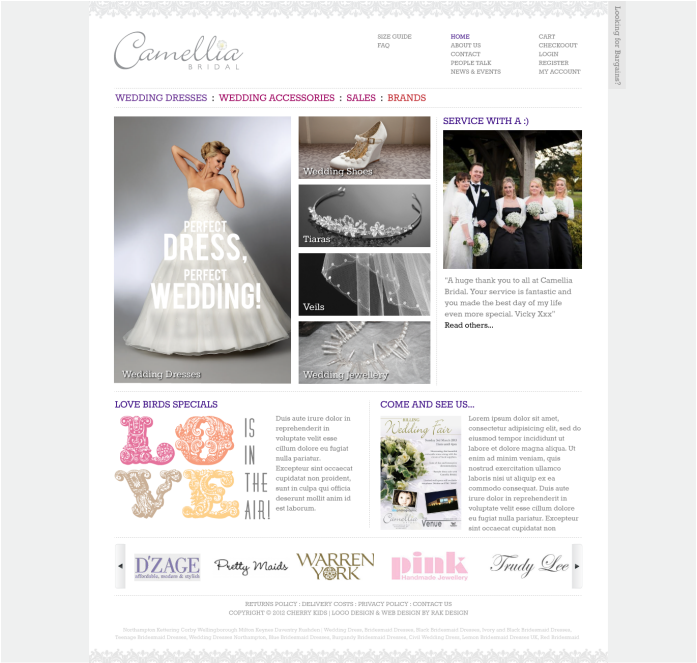 Looking for Bargains?
Camellia
BRIDAL
SIZE GUIDE
FAQ
HOME
ABOUT US
CONTACT
PEOPLE TALK
NEWS & EVENTS
CART
CHECKOUT
LOGIN
REGISTER
MY ACCOUNT
WEDDING DRESSES : WEDDING ACCESSORIES : SALES : BRANDS
PERFECT
DRESS,
PERFECT
WEDDING!
Wedding Dresses
Wedding Shoes
Tiaras
Veils
Wedding Jewellery
SERVICE WITH A :)
"A huge thank you to all at Camellia
Bridal. Your service is fantastic and
you made the best day of my life
even more special. Vicky Xxx"
Read others...
LOVE BIRDS SPECIALS
LOVE
IS
IN
THE
AIR!
Duis aute irure dolor in
reprehenderit in
voluptate velit esse
cillum dolore eu fugiat
nulla pariatur.
Excepteur sint occaecat
cupidatat non proident,
sunt in culpa qui officia
deserunt mollit anim id
est laborum.
COME AND SEE US...
Wedding Fair
Camellia
Venue
Lorem ipsum dolor sit amet,
consectetur adipisicing elit, sed do
eiusmod tempor incididunt ut
labore et dolore magna aliqua. Ut
enim ad minim veniam, quis
nostrud exercitation ullamco
laboris nisi ut aliquip ex ea
commodo consequat. Duis aute
irure dolor in reprehenderit in
voluptate velit esse cillum dolore
eu fugiat nulla pariatur. Excepteur
sint occaecat cupidatat non
D'ZAGE
affordable, modern & stylish
Pretty Maids
WARREN
YORK
pink
Handmade Jewellery
Trudy Lee
RETURNS POLICY : DELIVERY COSTS : PRIVACY POLICY : CONTACT US
COPYRIGHT © 2012 CHERRY KIDS | LOGO DESIGN & WEB DESIGN BY XAK DESIGN